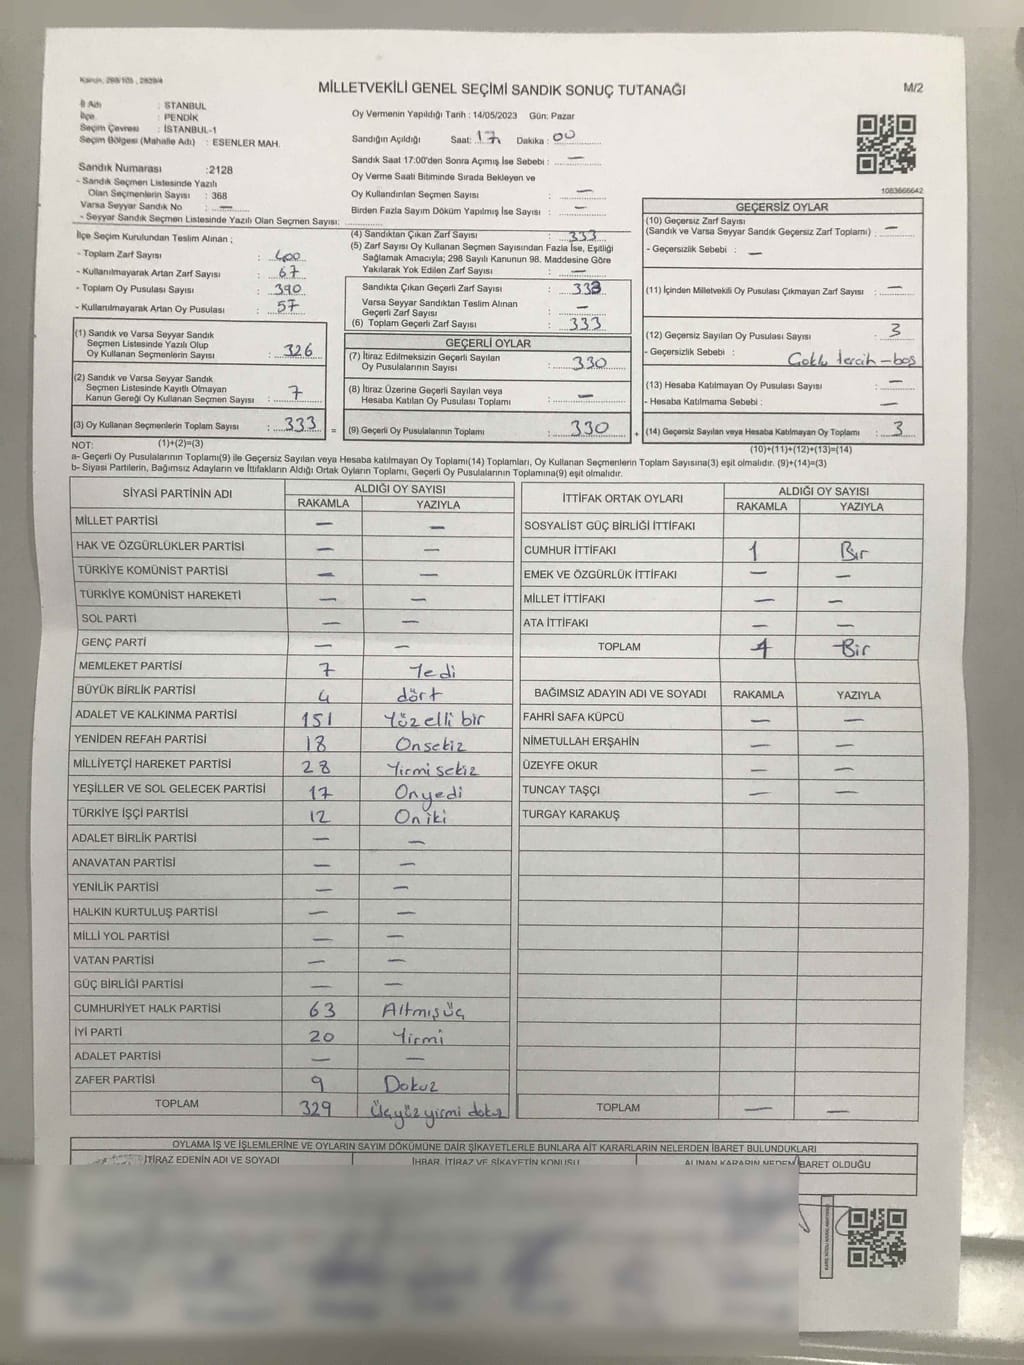 Kanun, 298/105 , 2839/4
MİLLETVEKİLİ GENEL SEÇİMİ SANDIK SONUÇ TUTANAĞI
M/2
İl Adı : STANBUL
İlçe : PENDİK
Seçim Çevresi : İSTANBUL-1
Seçim Bölgesi (Mahalle Adı) : ESENLER MAH.
Oy Vermenin Yapıldığı Tarih : 14/05/2023 Gün: Pazar
Sandığın Açıldığı Saat: 17 Dakika : 00
Sandık Saat 17:00'den Sonra Açımış İse Sebebi : —
Oy Verme Saati Bitiminde Sırada Bekleyen ve
Oy Kullandırılan Seçmen Sayısı —
Birden Fazla Sayım Döküm Yapılmış İse Sayısı : —
1083666642
Sandık Numarası :2128
- Sandık Seçmen Listesinde Yazılı
Olan Seçmenlerin Sayısı : 368
Varsa Seyyar Sandık No : —
- Seyyar Sandık Seçmen Listesinde Yazılı Olan Seçmen Sayısı:
İlçe Seçim Kurulundan Teslim Alınan ;
- Toplam Zarf Sayısı : 400
- Kullanılmayarak Artan Zarf Sayısı : 67
- Toplam Oy Pusulası Sayısı : 390
- Kullanılmayarak Artan Oy Pusulası : 57
(1) Sandık ve Varsa Seyyar Sandık
Seçmen Listesinde Yazılı Olup
Oy Kullanan Seçmenlerin Sayısı : 326
(2) Sandık ve Varsa Seyyar Sandık
Seçmen Listesinde Kayıtlı Olmayan
Kanun Gereği Oy Kullanan Seçmen Sayısı : 7
(3) Oy Kullanan Seçmenlerin Toplam Sayısı : 333 =
(4) Sandıktan Çıkan Zarf Sayısı : 333
(5) Zarf Sayısı Oy Kullanan Seçmen Sayısından Fazla İse, Eşitliği
Sağlamak Amacıyla; 298 Sayılı Kanunun 98. Maddesine Göre
Yakılarak Yok Edilen Zarf Sayısı : —
Sandıkta Çıkan Geçerli Zarf Sayısı : 333
Varsa Seyyar Sandıktan Teslim Alınan
Geçerli Zarf Sayısı : —
(6) Toplam Geçerli Zarf Sayısı : 333
GEÇERLİ OYLAR
(7) İtiraz Edilmeksizin Geçerli Sayılan
Oy Pusulalarının Sayısı : 330
(8) İtiraz Üzerine Geçerli Sayılan veya
Hesaba Katılan Oy Pusulası Toplamı : —
(9) Geçerli Oy Pusulalarının Toplamı : 330 +
GEÇERSİZ OYLAR
(10) Geçersiz Zarf Sayısı
(Sandık ve Varsa Seyyar Sandık Geçersiz Zarf Toplamı) : —
- Geçersizlik Sebebi : —
(11) İçinden Milletvekili Oy Pusulası Çıkmayan Zarf Sayısı : —
(12) Geçersiz Sayılan Oy Pusulası Sayısı : 3
- Geçersizlik Sebebi : Çoklu tercih - boş
(13) Hesaba Katılmayan Oy Pusulası Sayısı : —
- Hesaba Katılmama Sebebi : —
(14) Geçersiz Sayılan veya Hesaba Katılmayan Oy Toplamı : 3
NOT: (1)+(2)=(3)
(10)+(11)+(12)+(13)=(14)
a- Geçerli Oy Pusulalarının Toplamı(9) ile Geçersiz Sayılan veya Hesaba katılmayan Oy Toplamı(14) Toplamları, Oy Kullanan Seçmenlerin Toplam Sayısına(3) eşit olmalıdır. (9)+(14)=(3)
b- Siyasi Partilerin, Bağımsız Adayların ve İttifakların Aldığı Ortak Oyların Toplamı, Geçerli Oy Pusulalarının Toplamına(9) eşit olmalıdır.
SİYASİ PARTİNİN ADI ALDIĞI OY SAYISI
RAKAMLA YAZIYLA
MİLLET PARTİSİ — —
HAK VE ÖZGÜRLÜKLER PARTİSİ — —
TÜRKİYE KOMÜNİST PARTİSİ — —
TÜRKİYE KOMÜNİST HAREKETİ — —
SOL PARTİ — —
GENÇ PARTİ — —
MEMLEKET PARTİSİ 7 Yedi
BÜYÜK BİRLİK PARTİSİ 4 dört
ADALET VE KALKINMA PARTİSİ 151 Yüzelli bir
YENİDEN REFAH PARTİSİ 18 Onsekiz
MİLLİYETÇİ HAREKET PARTİSİ 28 Yirmi sekiz
YEŞİLLER VE SOL GELECEK PARTİSİ 17 Onyedi
TÜRKİYE İŞÇİ PARTİSİ 12 On iki
ADALET BİRLİK PARTİSİ — —
ANAVATAN PARTİSİ — —
YENİLİK PARTİSİ — —
HALKIN KURTULUŞ PARTİSİ — —
MİLLİ YOL PARTİSİ — —
VATAN PARTİSİ — —
GÜÇ BİRLİĞİ PARTİSİ — —
CUMHURİYET HALK PARTİSİ 63 Altmışüç
İYİ PARTİ 20 Yirmi
ADALET PARTİSİ — —
ZAFER PARTİSİ 9 Dokuz
TOPLAM 329 Üçyüz yirmi dokuz
İTTİFAK ORTAK OYLARI ALDIĞI OY SAYISI
RAKAMLA YAZIYLA
SOSYALİST GÜÇ BİRLİĞİ İTTİFAKI
CUMHUR İTTİFAKI 1 Bir
EMEK VE ÖZGÜRLÜK İTTİFAKI — —
MİLLET İTTİFAKI — —
ATA İTTİFAKI — —
TOPLAM 1 Bir
BAĞIMSIZ ADAYIN ADI VE SOYADI RAKAMLA YAZIYLA
FAHRİ SAFA KÜPCÜ — —
NİMETULLAH ERŞAHİN — —
ÜZEYFE OKUR — —
TUNCAY TAŞÇI — —
TURGAY KARAKUŞ
TOPLAM — —
OYLAMA İŞ VE İŞLEMLERİNE VE OYLARIN SAYIM DÖKÜMÜNE DAİR ŞİKAYETLERLE BUNLARA AİT KARARLARIN NELERDEN İBARET BULUNDUKLARI
İTİRAZ EDENİN ADI VE SOYADI İHBAR, İTİRAZ VE ŞİKAYETİN KONUSU ALINAN KARARIN NEDEN İBARET OLDUĞU